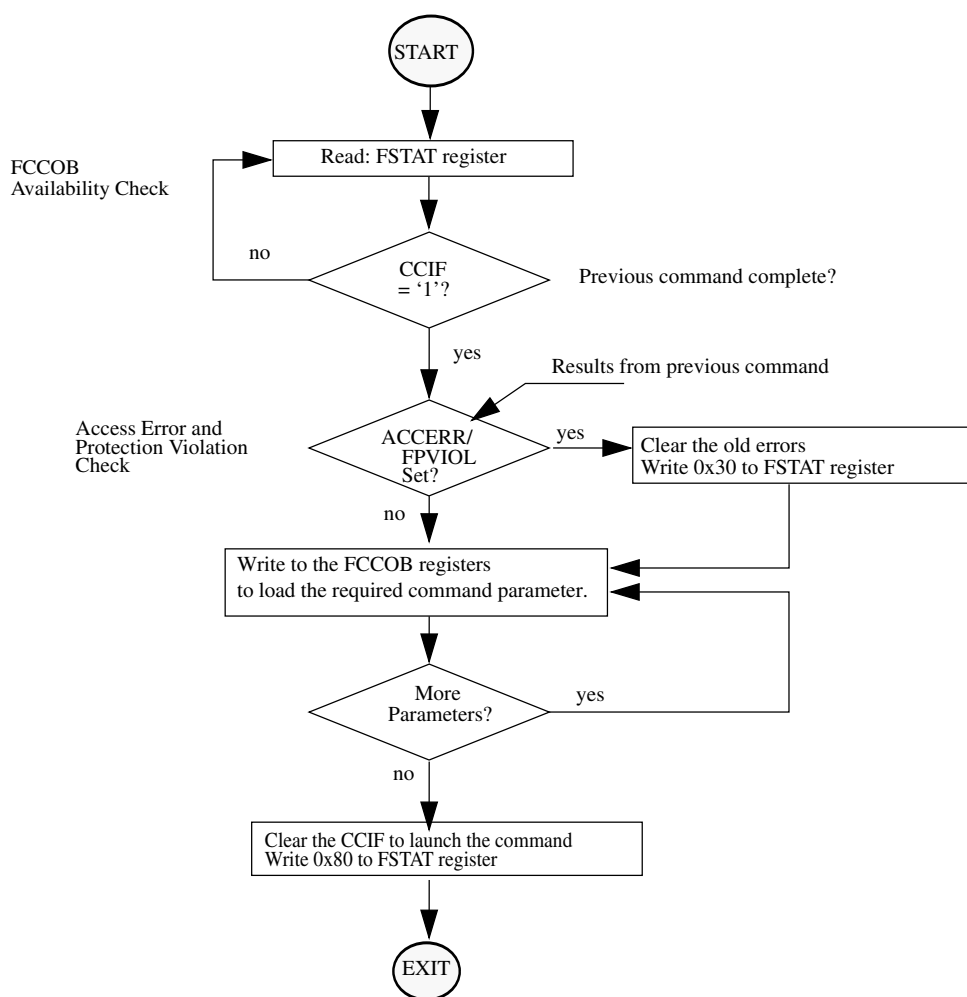 START
Read: FSTAT register
FCCOB
Availability Check
no
CCIF
= ‘1’?
Previous command complete?
yes
Results from previous command
Access Error and
Protection Violation
Check
ACCERR/
FPVIOL
Set?
yes
Clear the old errors
Write 0x30 to FSTAT register
no
Write to the FCCOB registers
to load the required command parameter.
More
Parameters?
yes
no
Clear the CCIF to launch the command
Write 0x80 to FSTAT register
EXIT